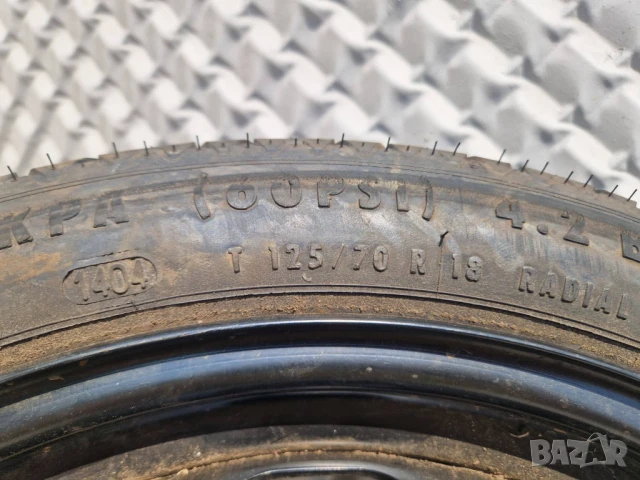 KPA (60PSI) 4.2 B
1404 T 125/70 R 18 RADIAL
BAZAR